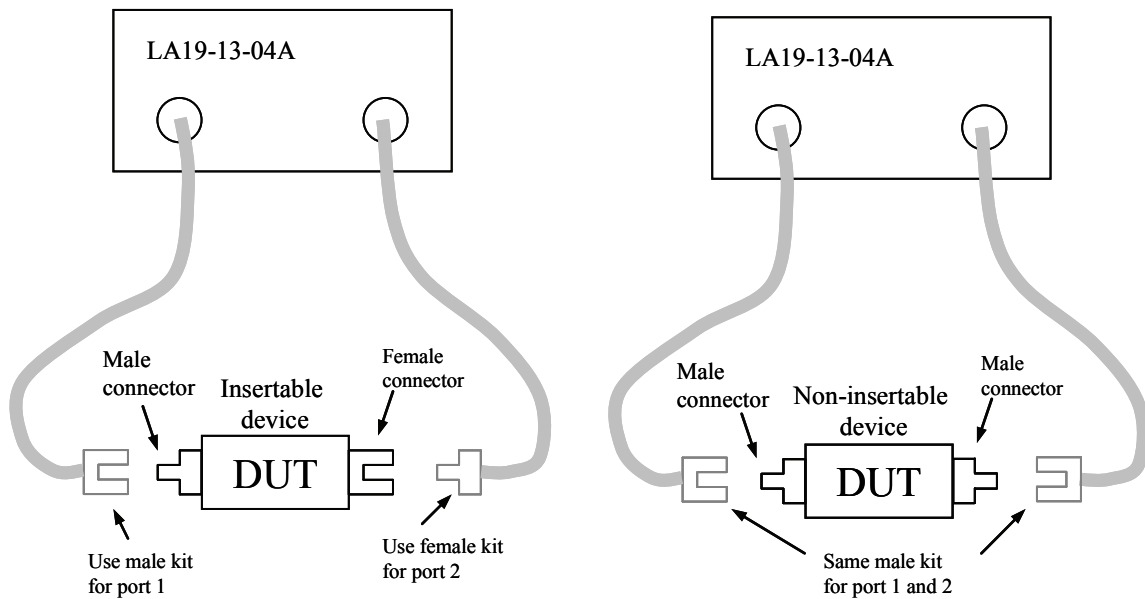 LA19-13-04A
Male
connector
Insertable
device
Female
connector
DUT
Use male kit
for port 1
Use female kit
for port 2
LA19-13-04A
Male
connector
Non-insertable
device
Male
connector
DUT
Same male kit
for port 1 and 2